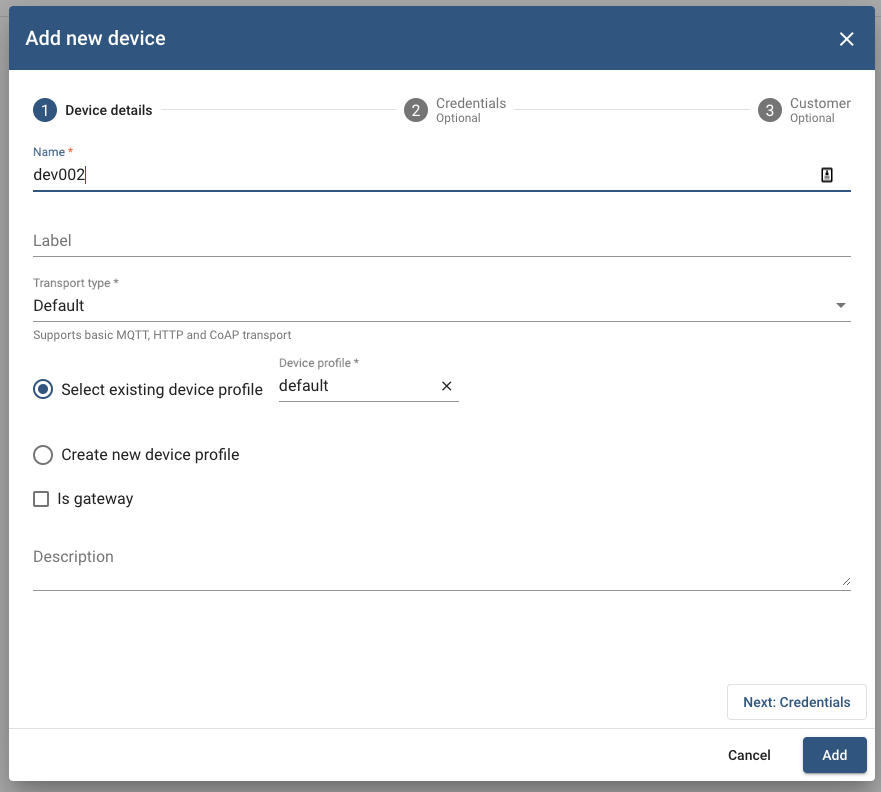 Add new device
1 Device details
2 Credentials
Optional
3 Customer
Optional
Name *
dev002
Label
Transport type *
Default
Supports basic MQTT, HTTP and CoAP transport
Device profile *
Select existing device profile
default
Create new device profile
Is gateway
Description
Next: Credentials
Cancel
Add